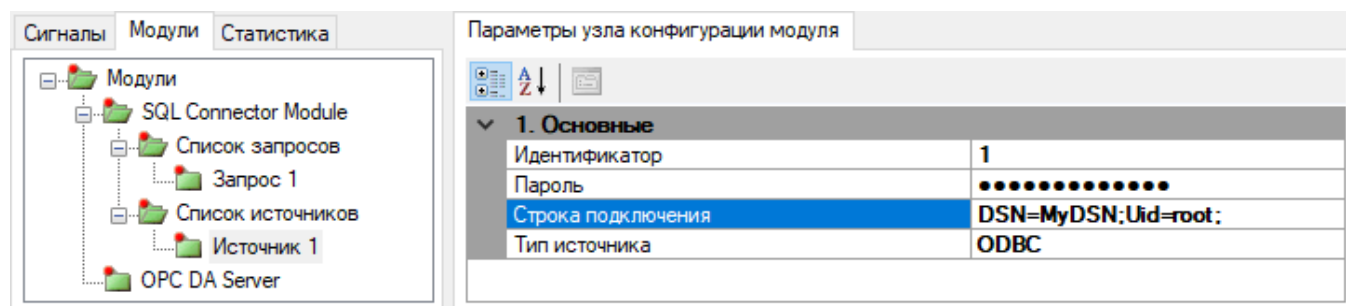 Сигналы Модули Статистика
Модули
SQL Connector Module
Список запросов
Запрос 1
Список источников
Источник 1
OPC DA Server
Параметры узла конфигурации модуля
1. Основные
Идентификатор 1
Пароль ●●●●●●●●●●●●●
Строка подключения DSN=MyDSN;Uid=root;
Тип источника ODBC